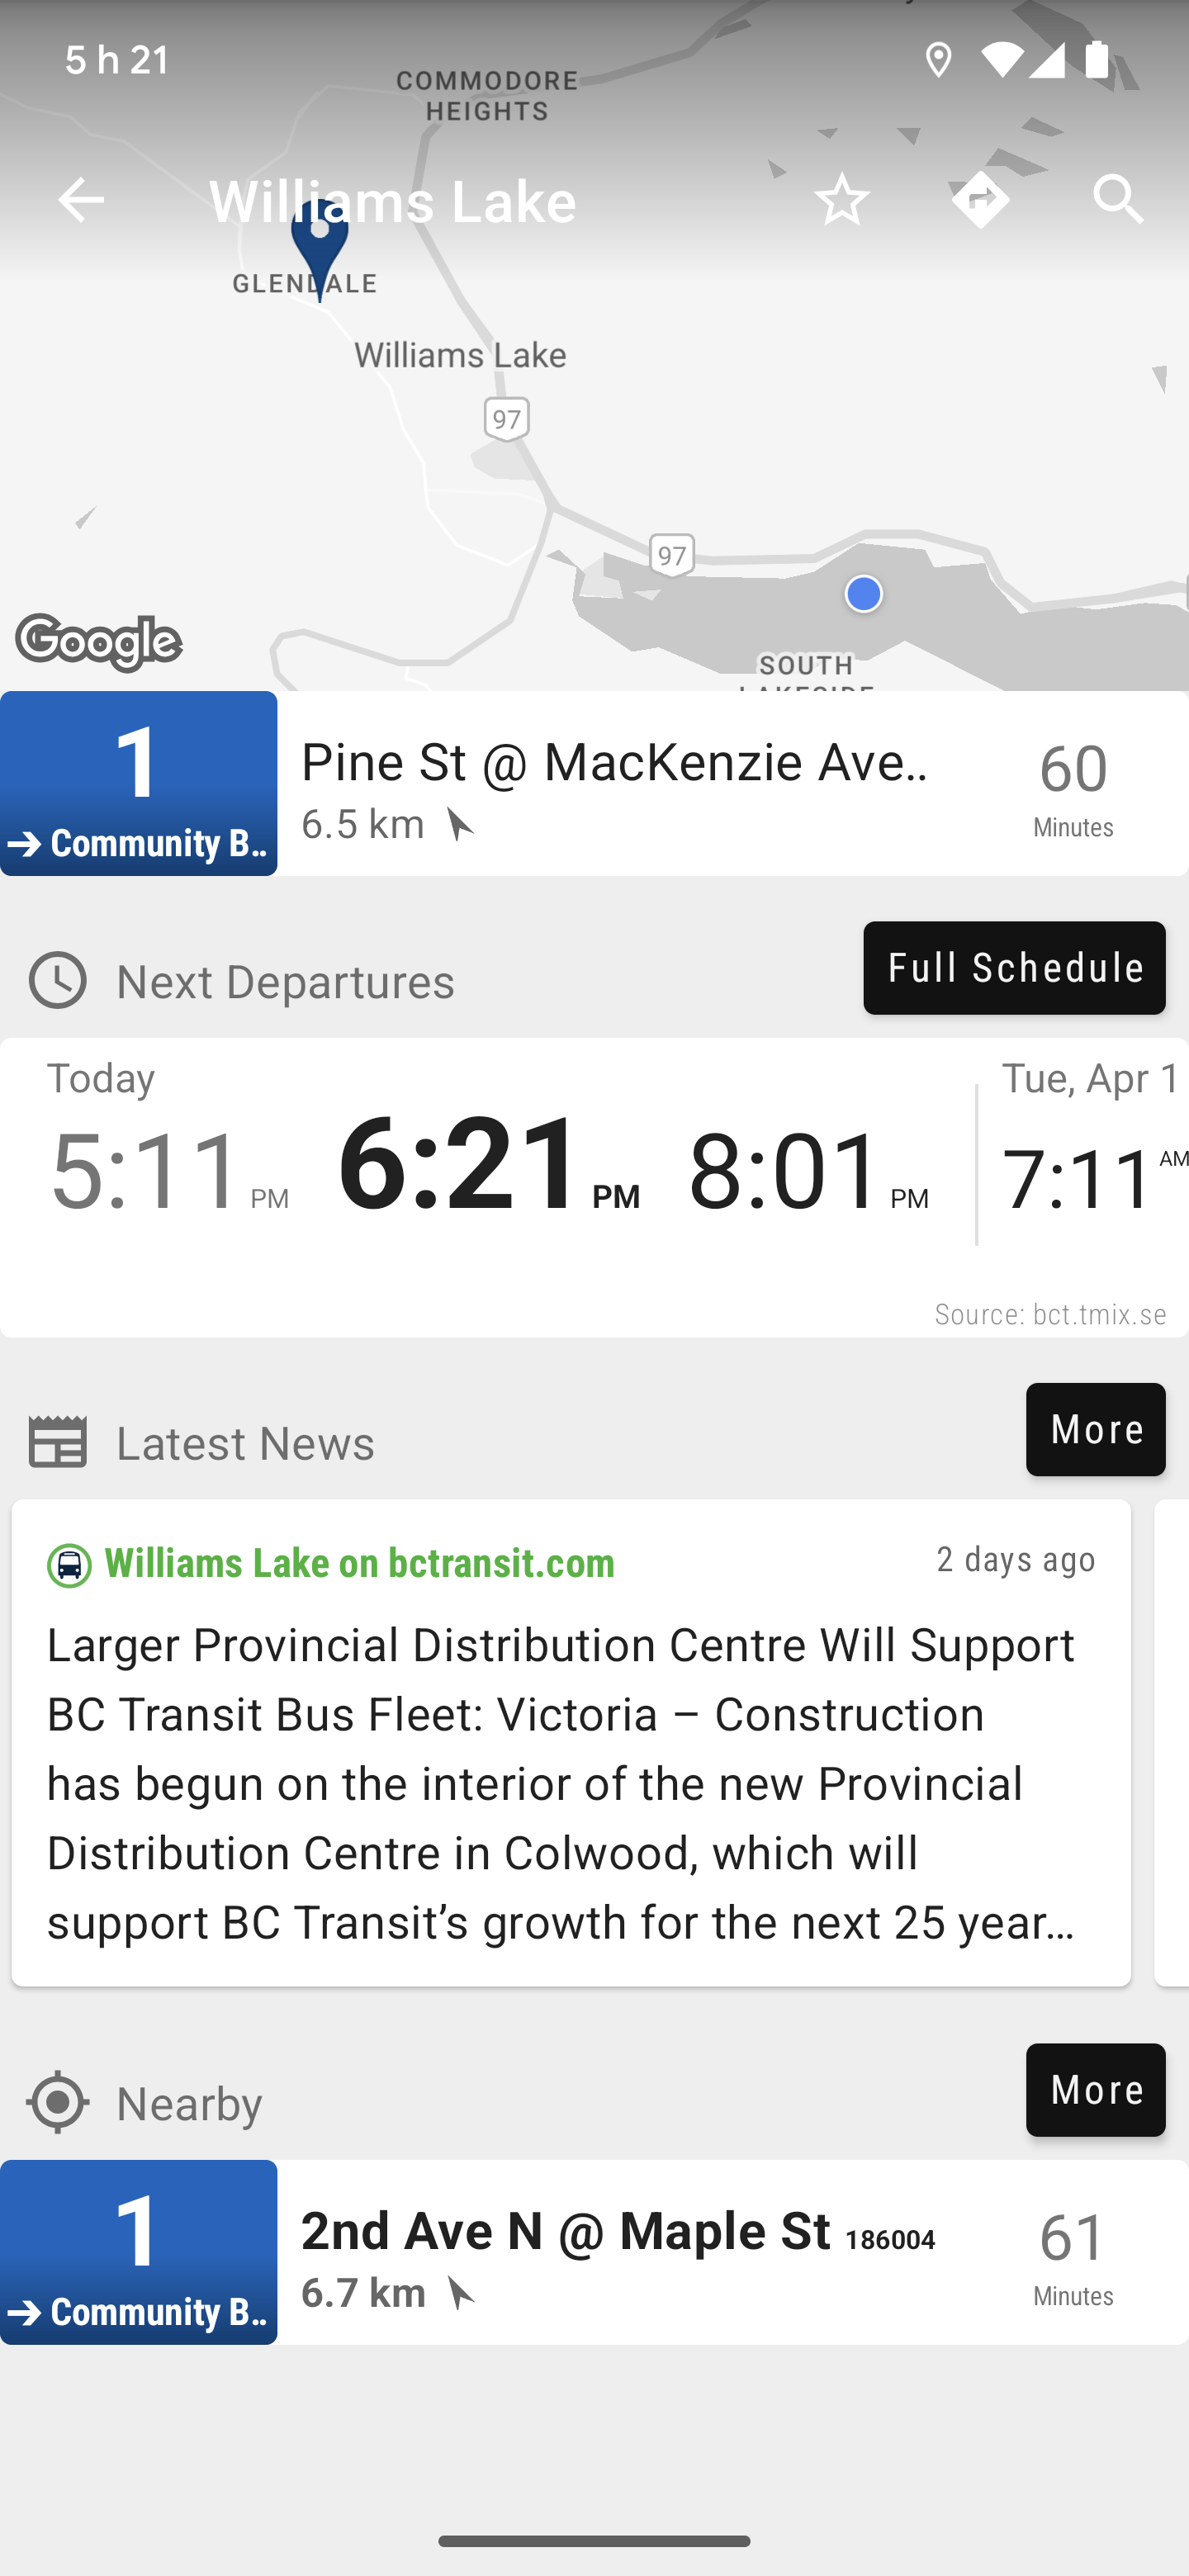 5 h 21
COMMODORE
HEIGHTS
Williams Lake
GLENDALE
Williams Lake
97
97
Google
SOUTH
LAKESIDE
1
Pine St @ MacKenzie Ave..
60
6.5 km
Minutes
Community B..
Next Departures
Full Schedule
Today
Tue, Apr 1
5:11 PM
6:21 PM
8:01 PM
7:11 AM
Source: bct.tmix.se
Latest News
More
Williams Lake on bctransit.com
2 days ago
Larger Provincial Distribution Centre Will Support
BC Transit Bus Fleet: Victoria – Construction
has begun on the interior of the new Provincial
Distribution Centre in Colwood, which will
support BC Transit’s growth for the next 25 year…
Nearby
More
1
2nd Ave N @ Maple St 186004
61
6.7 km
Minutes
Community B..